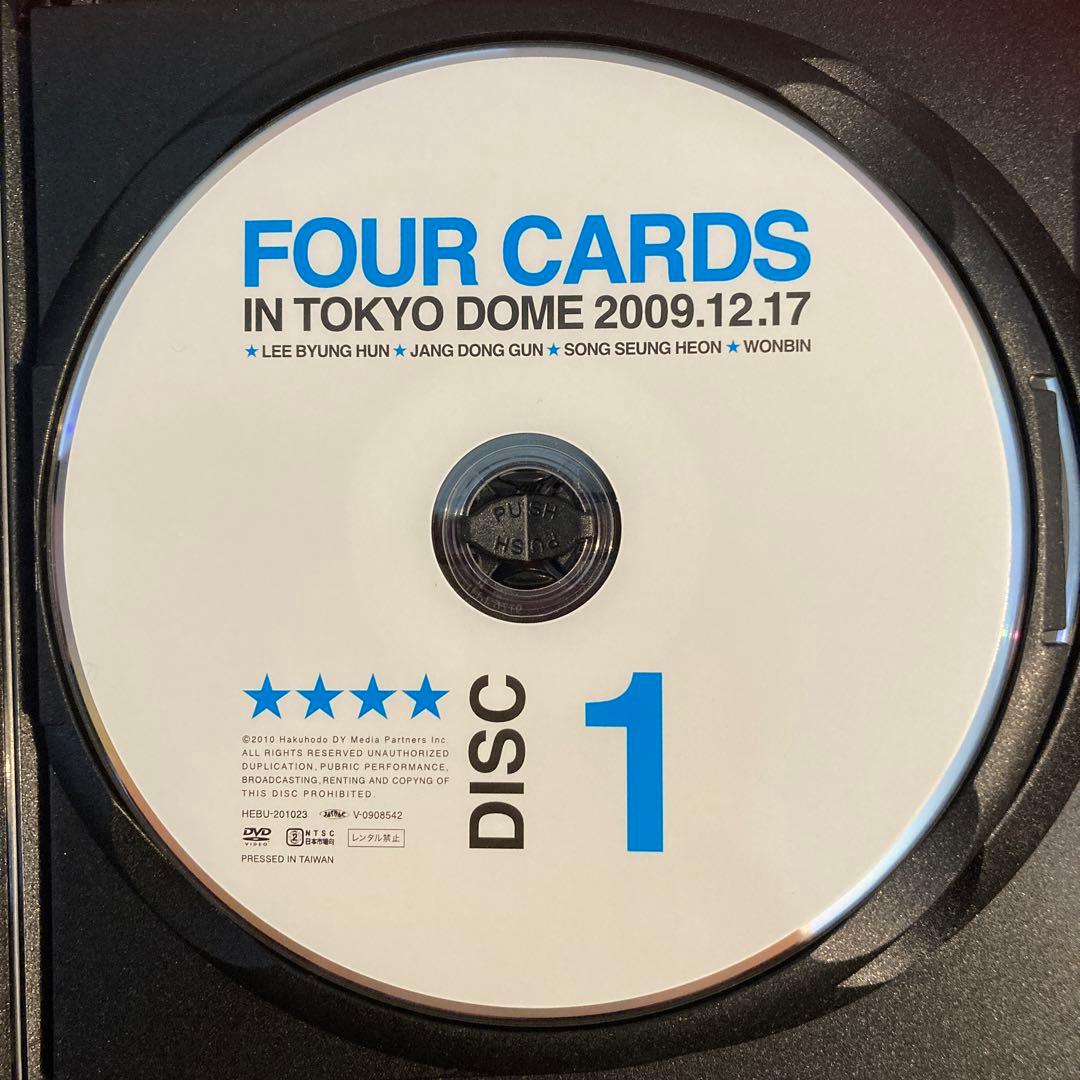 FOUR CARDS
IN TOKYO DOME 2009.12.17
★LEE BYUNG HUN★JANG DONG GUN★SONG SEUNG HEON★WONBIN
PUSH
PUSH
★★★★
DISC
1
©2010 Hakuhodo DY Media Partners Inc.
ALL RIGHTS RESERVED UNAUTHORIZED
DUPLICATION, PUBRIC PERFORMANCE,
BROADCASTING, RENTING AND COPYNG OF
THIS DISC PROHIBITED.
HEBU-201023 JASRAC V-0908542
DVD VIDEO 2 NTSC 日本市場向 レンタル禁止
PRESSED IN TAIWAN